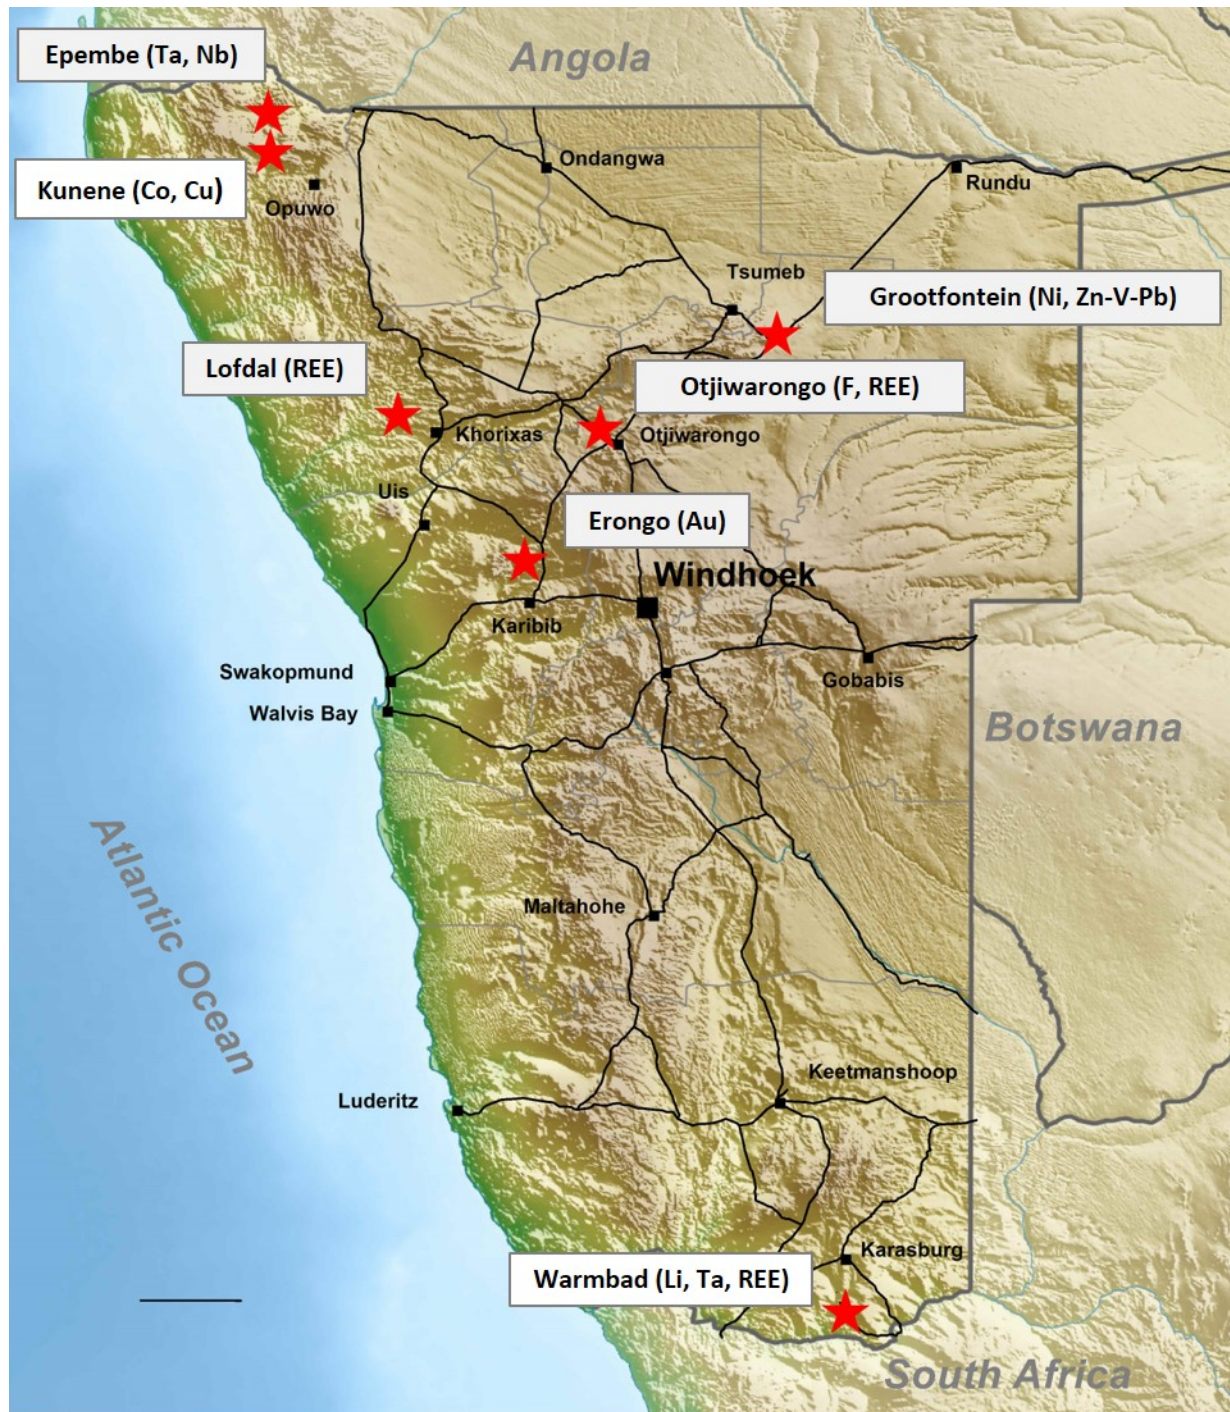 Epembe (Ta, Nb)
Angola
Kunene (Co, Cu)
Opuwo
Ondangwa
Rundu
Tsumeb
Grootfontein (Ni, Zn-V-Pb)
Lofdal (REE)
Otjiwarongo (F, REE)
Khorixas
Otjiwarongo
Uis
Erongo (Au)
Windhoek
Karibib
Swakopmund
Gobabis
Walvis Bay
Botswana
Atlantic Ocean
Maltahohe
Keetmanshoop
Luderitz
Karasburg
Warmbad (Li, Ta, REE)
South Africa